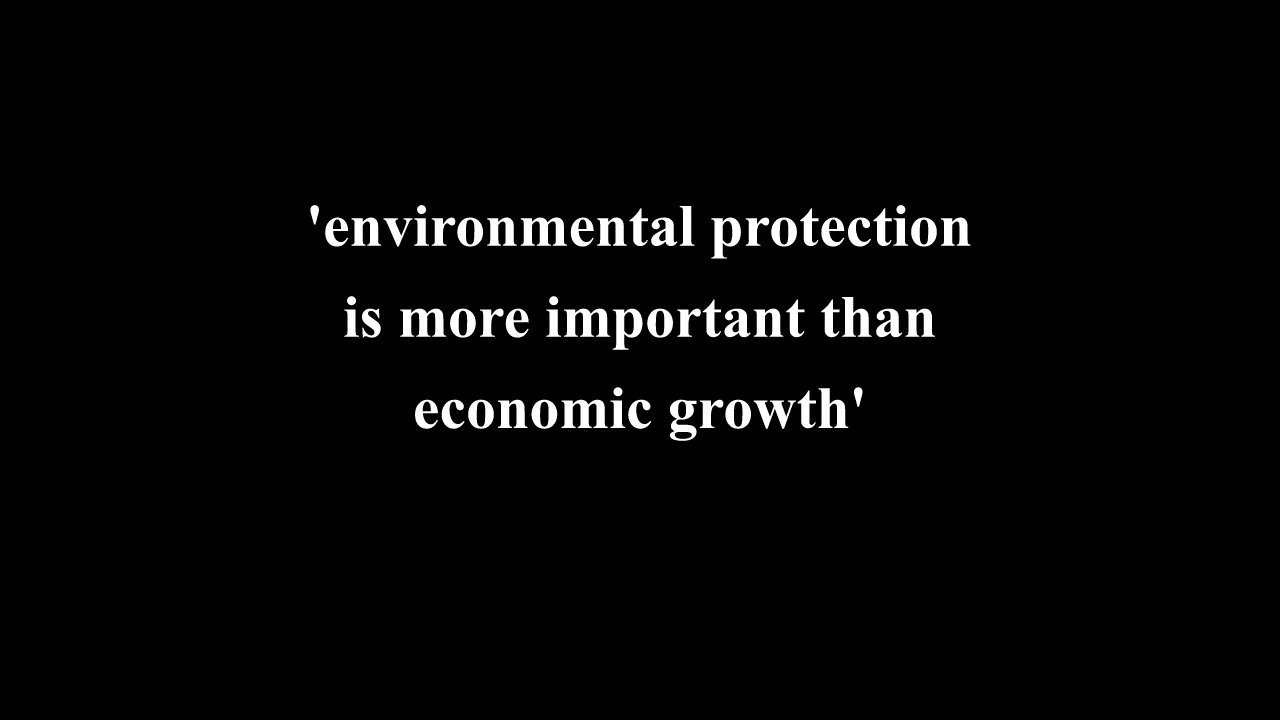 'environmental protection
is more important than
economic growth'